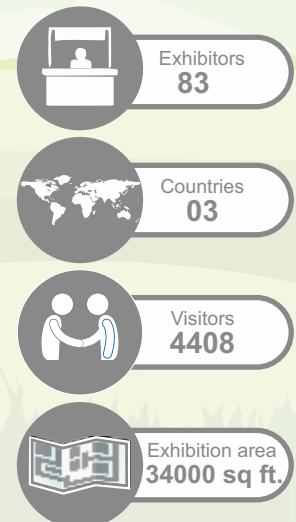 Exhibitors
83
Countries
03
Visitors
4408
Exhibition area
34000 sq ft.